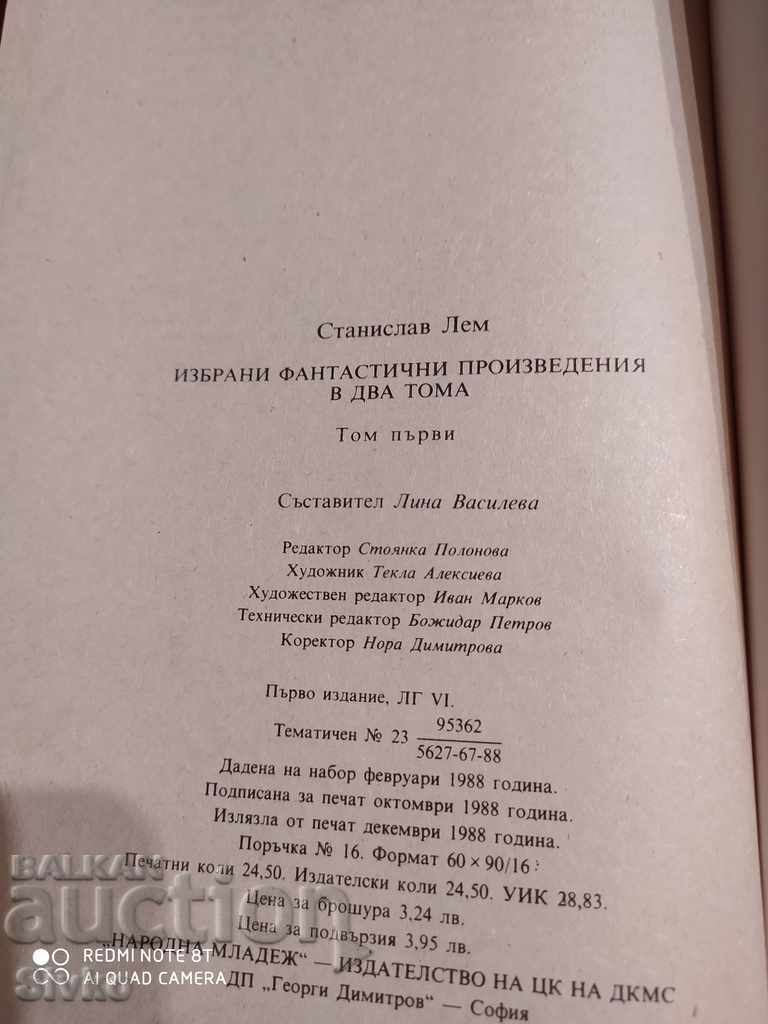 Станислав Лем
ИЗБРАНИ ФАНТАСТИЧНИ ПРОИЗВЕДЕНИЯ
В ДВА ТОМА
Том първи
Съставител Лина Василева
Редактор Стоянка Полонова
Художник Текла Алексиева
Художествен редактор Иван Марков
Технически редактор Божидар Петров
Коректор Нора Димитрова
Първо издание, ЛГ VI.
Тематичен № 23 95362
5627-67-88
Дадена на набор февруари 1988 година.
Подписана за печат октомври 1988 година.
Излязла от печат декември 1988 година.
Поръчка № 16. Формат 60 × 90/16
Печатни коли 24,50. Издателски коли 24,50. УИК 28,83.
Цена за брошура 3,24 лв.
Цена за подвързия 3,95 лв.
„НАРОДНА МЛАДЕЖ“ — ИЗДАТЕЛСТВО НА ЦК НА ДКМС
ДП „Георги Димитров“ — София
BALKAN
auction
REDMI NOTE 8T
AI QUAD CAMERA
Sivko